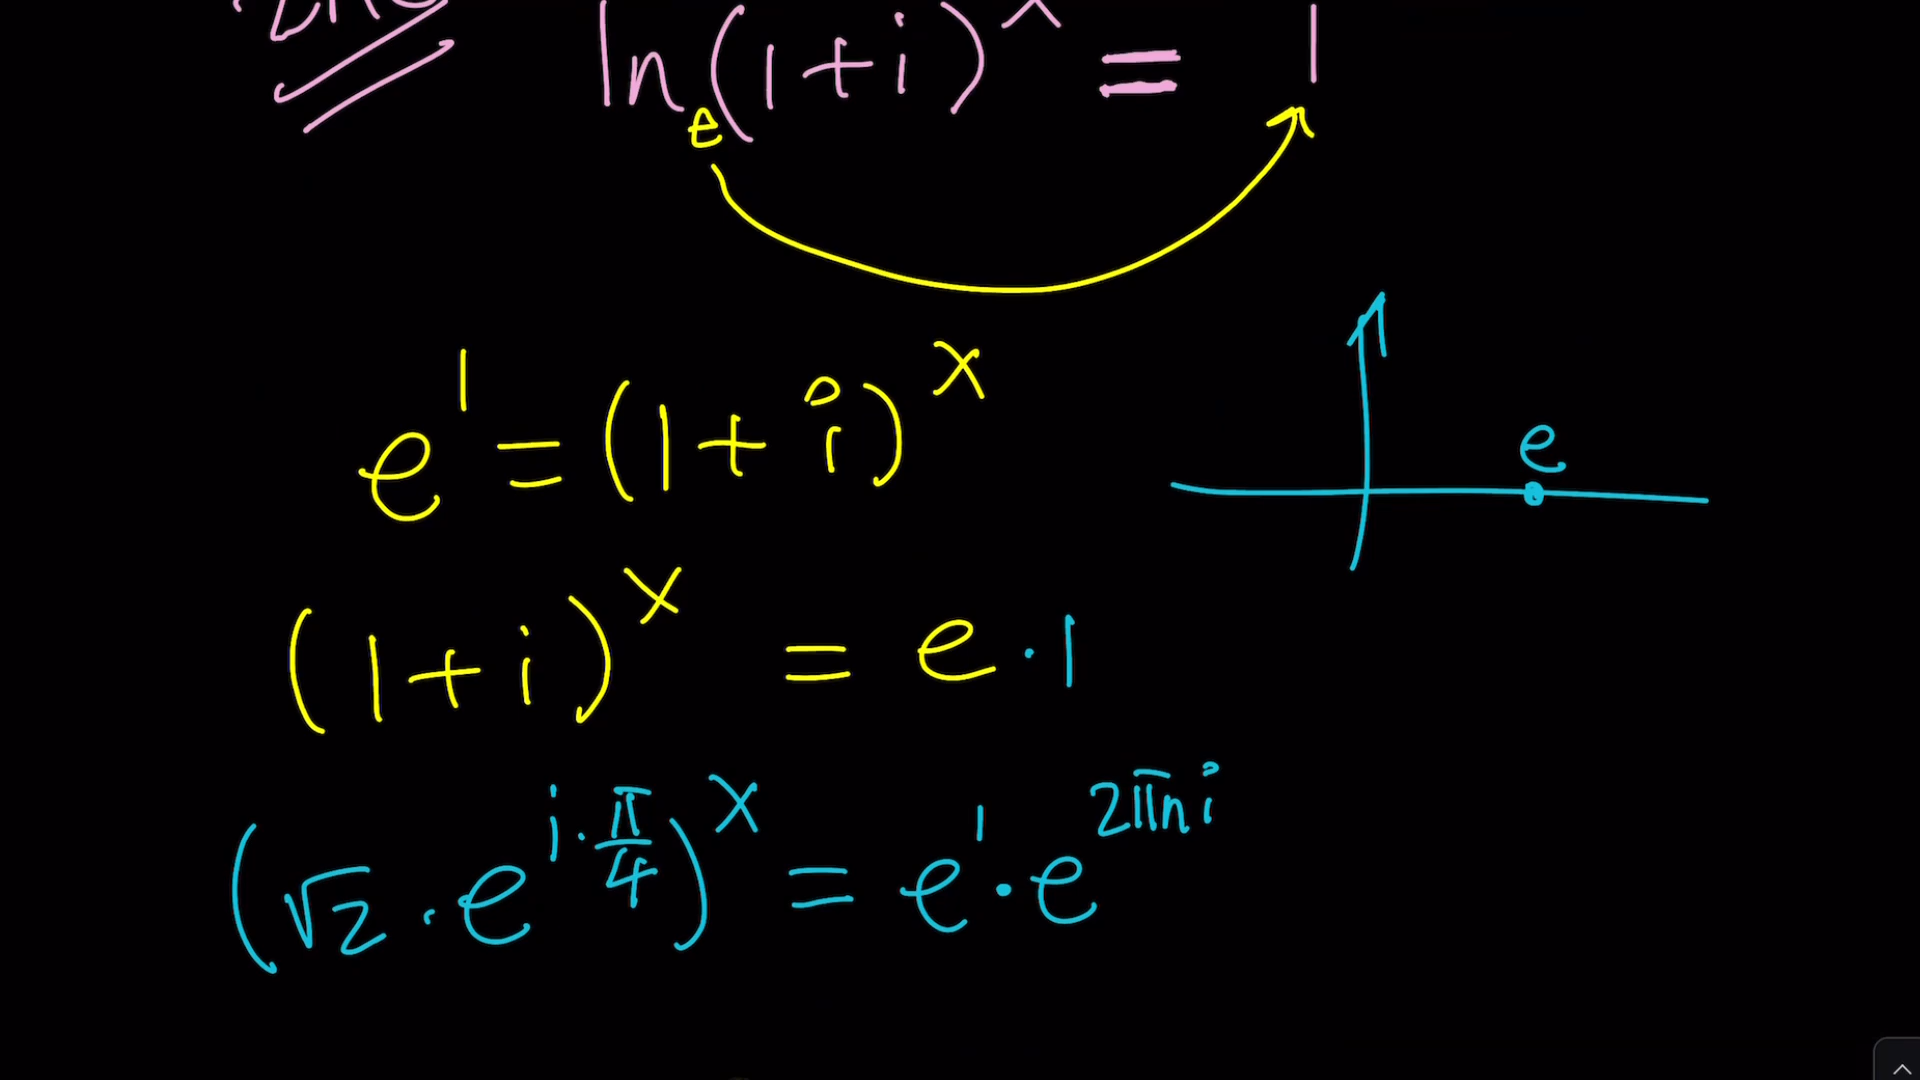 ln_e(1+i)^x = 1
e^1 = (1+i)^x
e
(1+i)^x = e·1
(√2·e^{i·π/4})^x = e^1·e^{2πni}